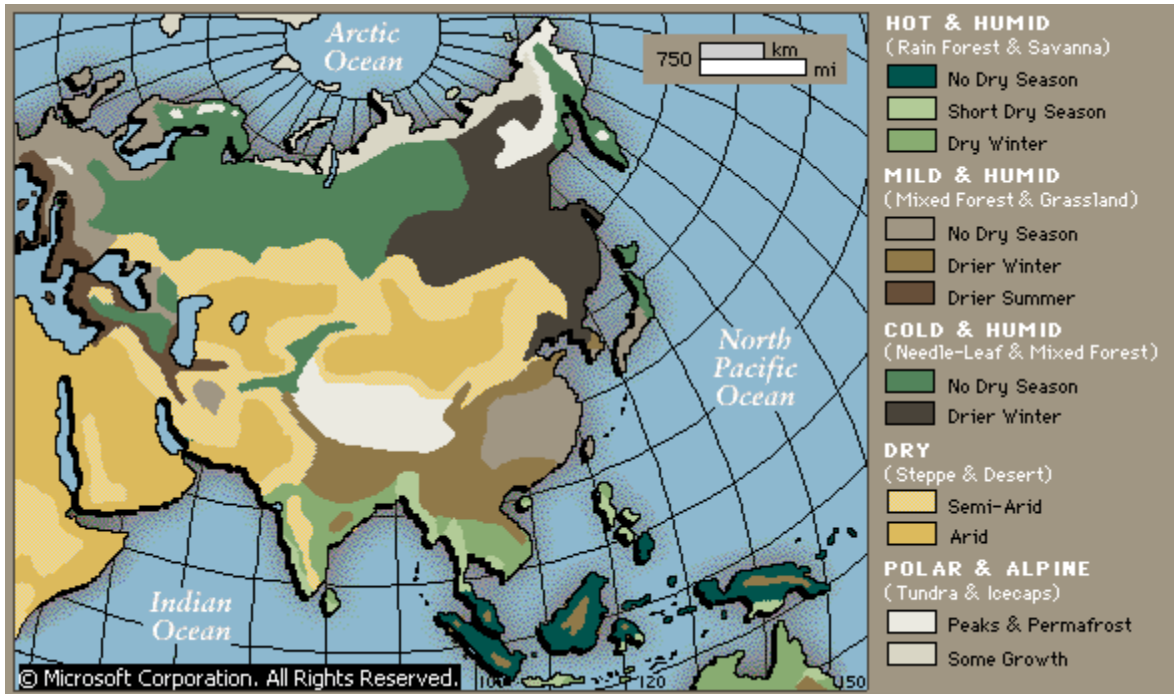 Arctic
Ocean
750 km
mi
North
Pacific
Ocean
Indian
Ocean
© Microsoft Corporation. All Rights Reserved.
100
120
150
HOT & HUMID
(Rain Forest & Savanna)
No Dry Season
Short Dry Season
Dry Winter
MILD & HUMID
(Mixed Forest & Grassland)
No Dry Season
Drier Winter
Drier Summer
COLD & HUMID
(Needle-Leaf & Mixed Forest)
No Dry Season
Drier Winter
DRY
(Steppe & Desert)
Semi-Arid
Arid
POLAR & ALPINE
(Tundra & Icecaps)
Peaks & Permafrost
Some Growth